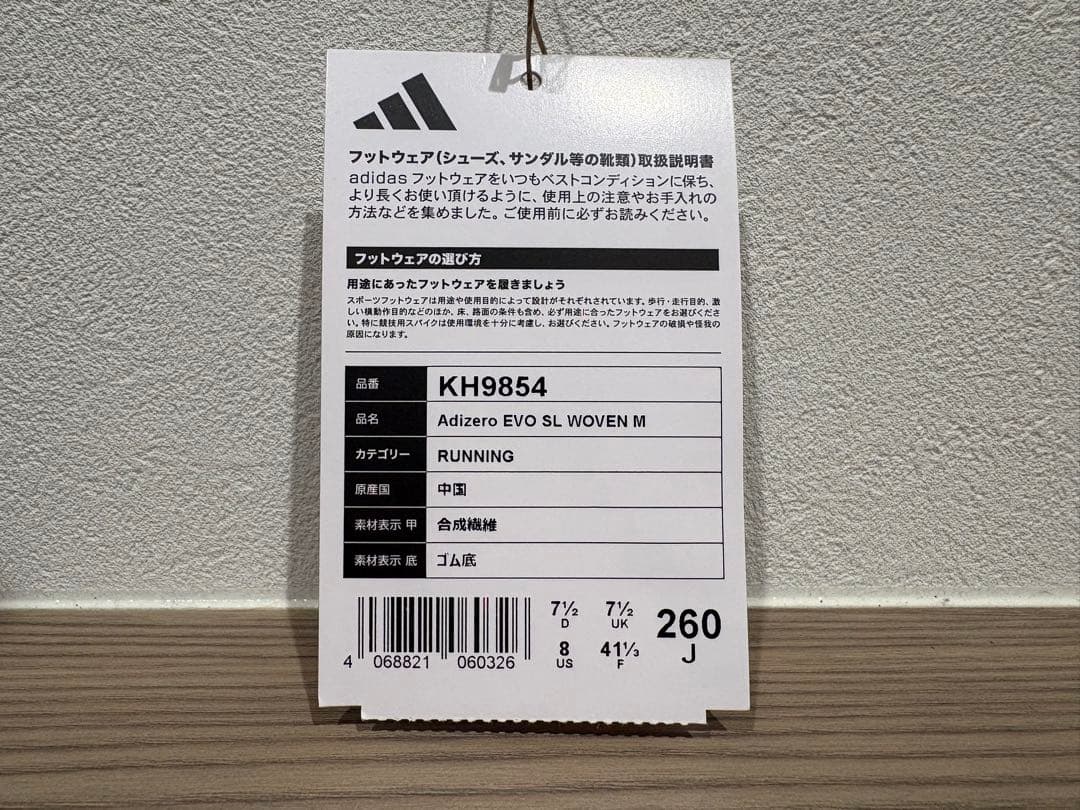 フットウェア(シューズ、サンダル等の靴類)取扱説明書
adidas フットウェアをいつもベストコンディションに保ち、
より長くお使い頂けるように、使用上の注意やお手入れの
方法などを集めました。ご使用前に必ずお読みください。
フットウェアの選び方
用途にあったフットウェアを履きましょう
スポーツフットウェアは用途や使用目的によって設計がそれぞれされています。歩行・走行目的、激
しい横動作目的などのほか、床、路面の条件も含め、必ず用途に合ったフットウェアをお選びくださ
い。特に競技用スパイクは使用環境を十分に考慮し、お選びください。フットウェアの破損や怪我の
原因になります。
品番 KH9854
品名 Adizero EVO SL WOVEN M
カテゴリー RUNNING
原産国 中国
素材表示 甲 合成繊維
素材表示 底 ゴム底
7½ 7½ 260
D UK J
8 41⅓
US F
4 068821 060326